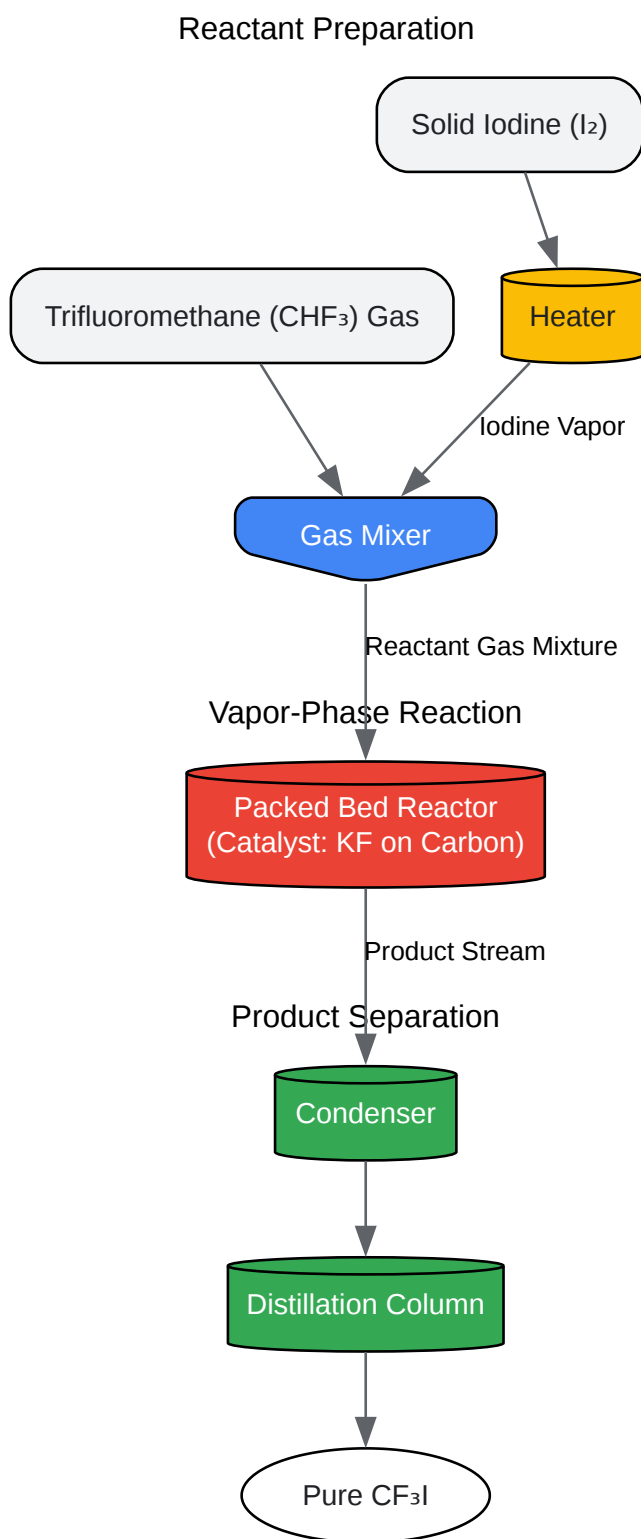 Reactant Preparation
Solid Iodine (I₂)
Trifluoromethane (CHF₃) Gas
Heater
Iodine Vapor
Gas Mixer
Reactant Gas Mixture
Vapor-Phase Reaction
Packed Bed Reactor
(Catalyst: KF on Carbon)
Product Stream
Product Separation
Condenser
Distillation Column
Pure CF₃I